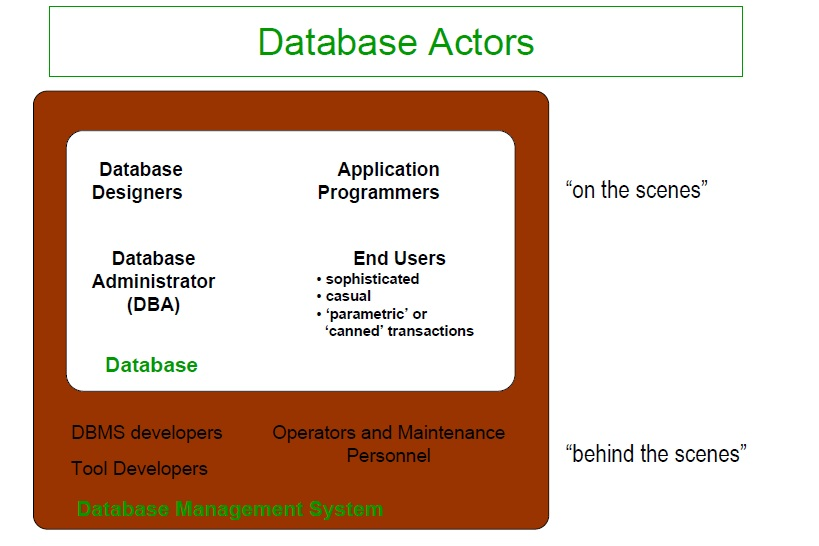 Database Actors
Database
Designers
Application
Programmers
“on the scenes”
Database
Administrator
(DBA)
End Users
• sophisticated
• casual
• ‘parametric’ or
‘canned’ transactions
Database
DBMS developers
Tool Developers
Operators and Maintenance
Personnel
“behind the scenes”
Database Management System